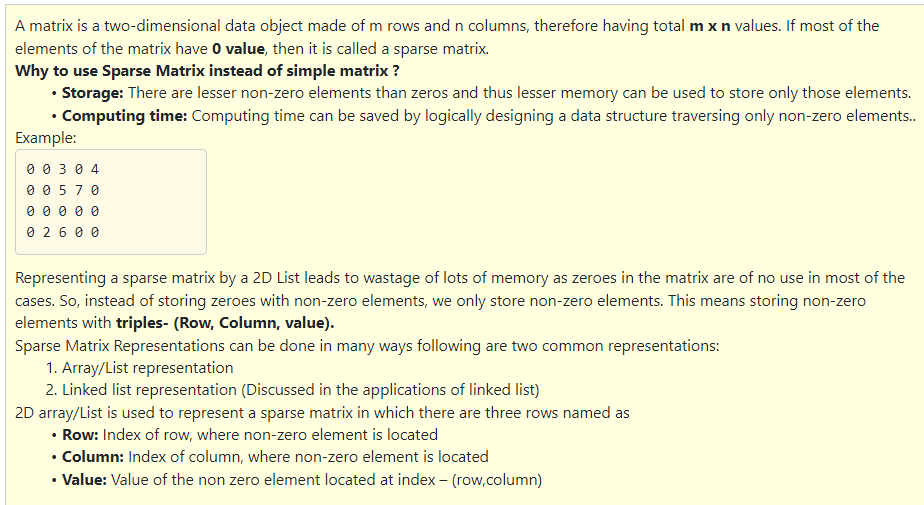 A matrix is a two-dimensional data object made of m rows and n columns, therefore having total m x n values. If most of the
elements of the matrix have 0 value, then it is called a sparse matrix.
Why to use Sparse Matrix instead of simple matrix ?
• Storage: There are lesser non-zero elements than zeros and thus lesser memory can be used to store only those elements.
• Computing time: Computing time can be saved by logically designing a data structure traversing only non-zero elements..
Example:
0 0 3 0 4
0 0 5 7 0
0 0 0 0 0
0 2 6 0 0
Representing a sparse matrix by a 2D List leads to wastage of lots of memory as zeroes in the matrix are of no use in most of the
cases. So, instead of storing zeroes with non-zero elements, we only store non-zero elements. This means storing non-zero
elements with triples- (Row, Column, value).
Sparse Matrix Representations can be done in many ways following are two common representations:
1. Array/List representation
2. Linked list representation (Discussed in the applications of linked list)
2D array/List is used to represent a sparse matrix in which there are three rows named as
• Row: Index of row, where non-zero element is located
• Column: Index of column, where non-zero element is located
• Value: Value of the non zero element located at index – (row,column)